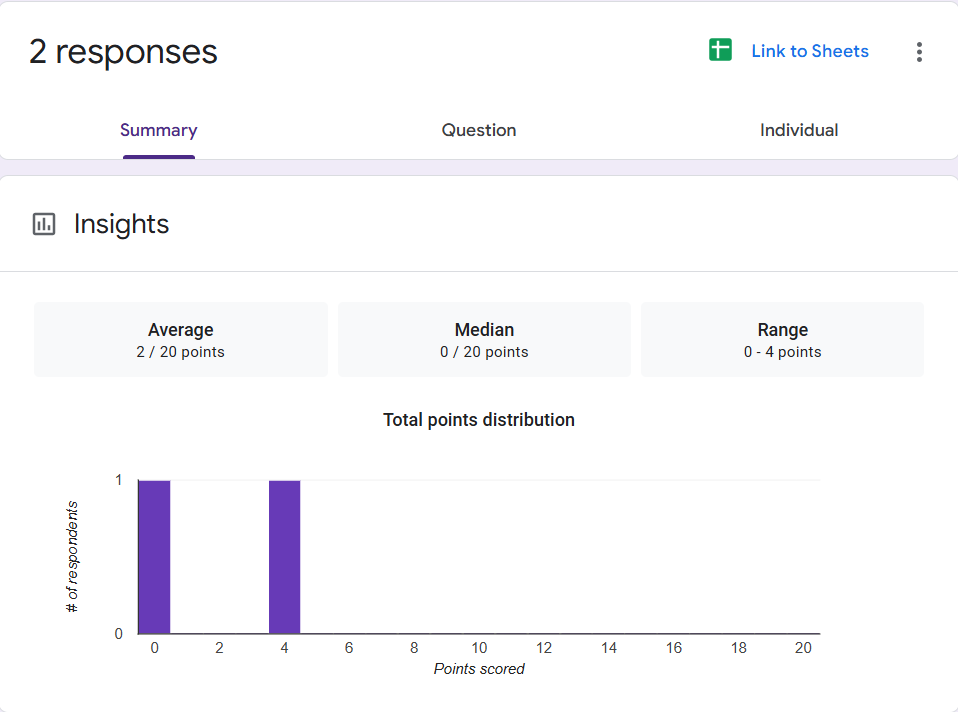 2 responses
Link to Sheets
Summary
Question
Individual
Insights
Average
2 / 20 points
Median
0 / 20 points
Range
0 - 4 points
Total points distribution
# of respondents
1
0
0 2 4 6 8 10 12 14 16 18 20
Points scored